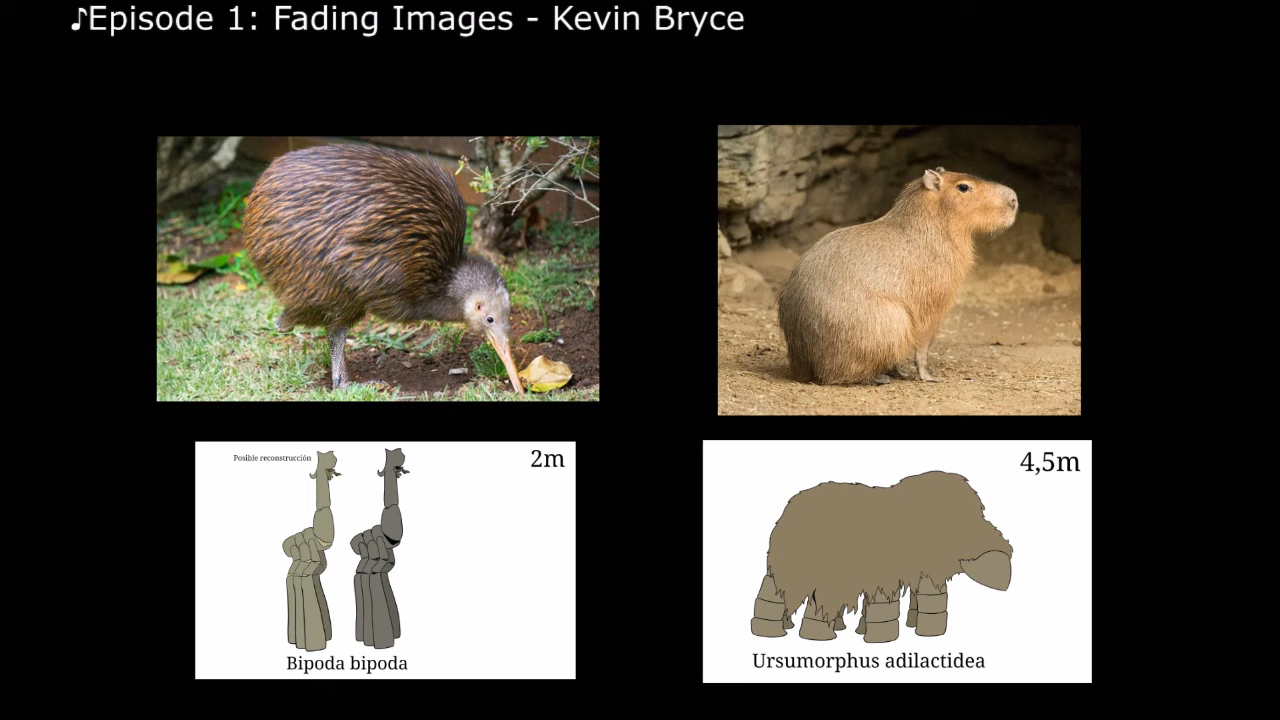 ♪Episode 1: Fading Images - Kevin Bryce
Posible reconstrucción
2m
Bipoda bipoda
4,5m
Ursumorphus adilactidea